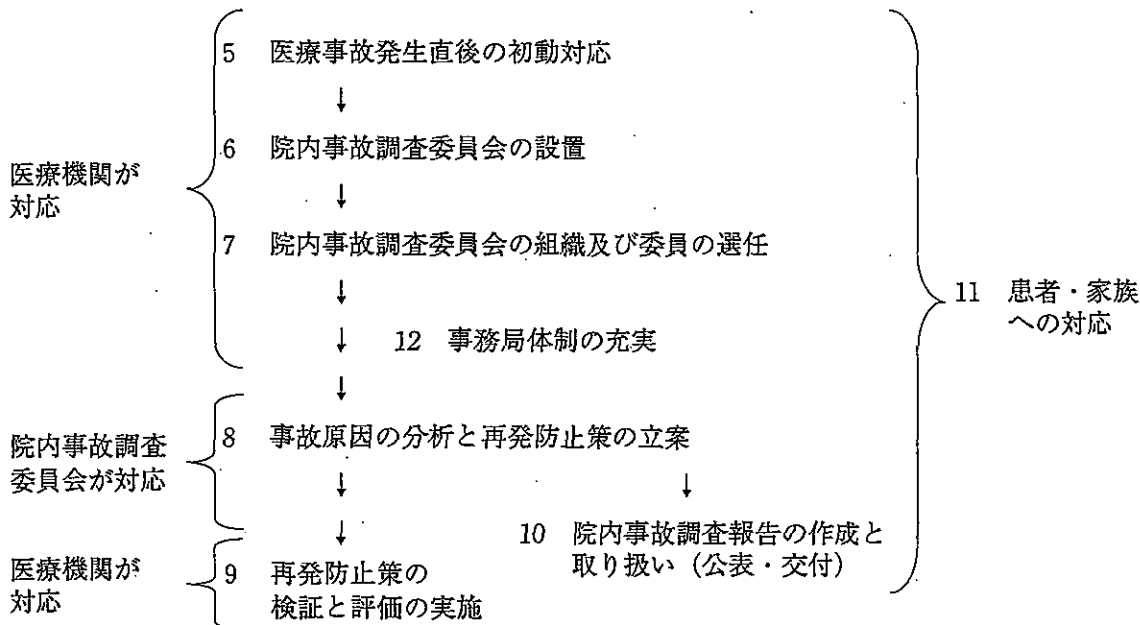 5 医療事故発生直後の初動対応
↓
6 院内事故調査委員会の設置
医療機関が
対応
↓
7 院内事故調査委員会の組織及び委員の選任
↓
11 患者・家族
への対応
↓ 12 事務局体制の充実
↓
8 事故原因の分析と再発防止策の立案
院内事故調査
委員会が対応
↓ ↓
↓
10 院内事故調査報告の作成と
取り扱い（公表・交付）
医療機関が
対応
9 再発防止策の
検証と評価の実施